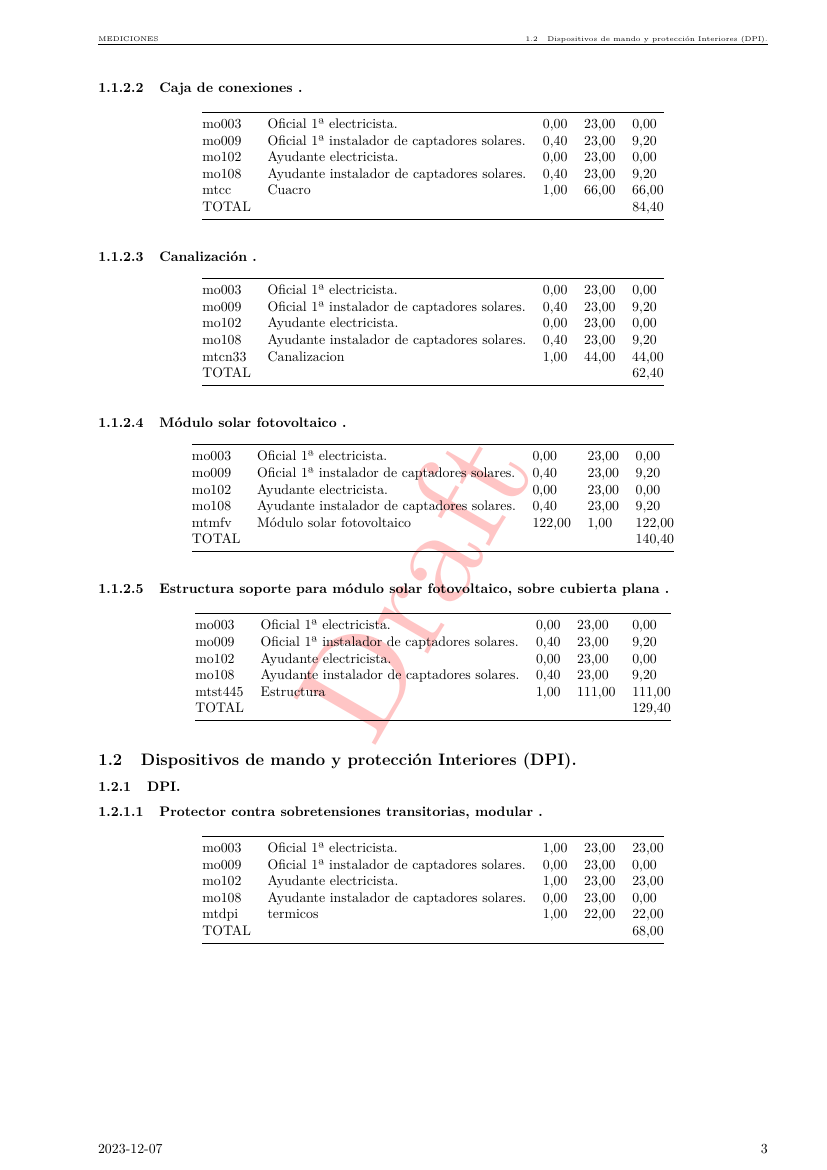 MEDICIONES 1.2 Dispositivos de mando y protección Interiores (DPI).
1.1.2.2 Caja de conexiones .
mo003 Oficial 1ª electricista. 0,00 23,00 0,00
mo009 Oficial 1ª instalador de captadores solares. 0,40 23,00 9,20
mo102 Ayudante electricista. 0,00 23,00 0,00
mo108 Ayudante instalador de captadores solares. 0,40 23,00 9,20
mtcc Cuacro 1,00 66,00 66,00
TOTAL 84,40
1.1.2.3 Canalización .
mo003 Oficial 1ª electricista. 0,00 23,00 0,00
mo009 Oficial 1ª instalador de captadores solares. 0,40 23,00 9,20
mo102 Ayudante electricista. 0,00 23,00 0,00
mo108 Ayudante instalador de captadores solares. 0,40 23,00 9,20
mtcn33 Canalizacion 1,00 44,00 44,00
TOTAL 62,40
1.1.2.4 Módulo solar fotovoltaico .
mo003 Oficial 1ª electricista. 0,00 23,00 0,00
mo009 Oficial 1ª instalador de captadores solares. 0,40 23,00 9,20
mo102 Ayudante electricista. 0,00 23,00 0,00
mo108 Ayudante instalador de captadores solares. 0,40 23,00 9,20
mtmfv Módulo solar fotovoltaico 122,00 1,00 122,00
TOTAL 140,40
1.1.2.5 Estructura soporte para módulo solar fotovoltaico, sobre cubierta plana .
mo003 Oficial 1ª electricista. 0,00 23,00 0,00
mo009 Oficial 1ª instalador de captadores solares. 0,40 23,00 9,20
mo102 Ayudante electricista. 0,00 23,00 0,00
mo108 Ayudante instalador de captadores solares. 0,40 23,00 9,20
mtst445 Estructura 1,00 111,00 111,00
TOTAL 129,40
Draft
1.2 Dispositivos de mando y protección Interiores (DPI).
1.2.1 DPI.
1.2.1.1 Protector contra sobretensiones transitorias, modular .
mo003 Oficial 1ª electricista. 1,00 23,00 23,00
mo009 Oficial 1ª instalador de captadores solares. 0,00 23,00 0,00
mo102 Ayudante electricista. 1,00 23,00 23,00
mo108 Ayudante instalador de captadores solares. 0,00 23,00 0,00
mtdpi termicos 1,00 22,00 22,00
TOTAL 68,00
2023-12-07 3